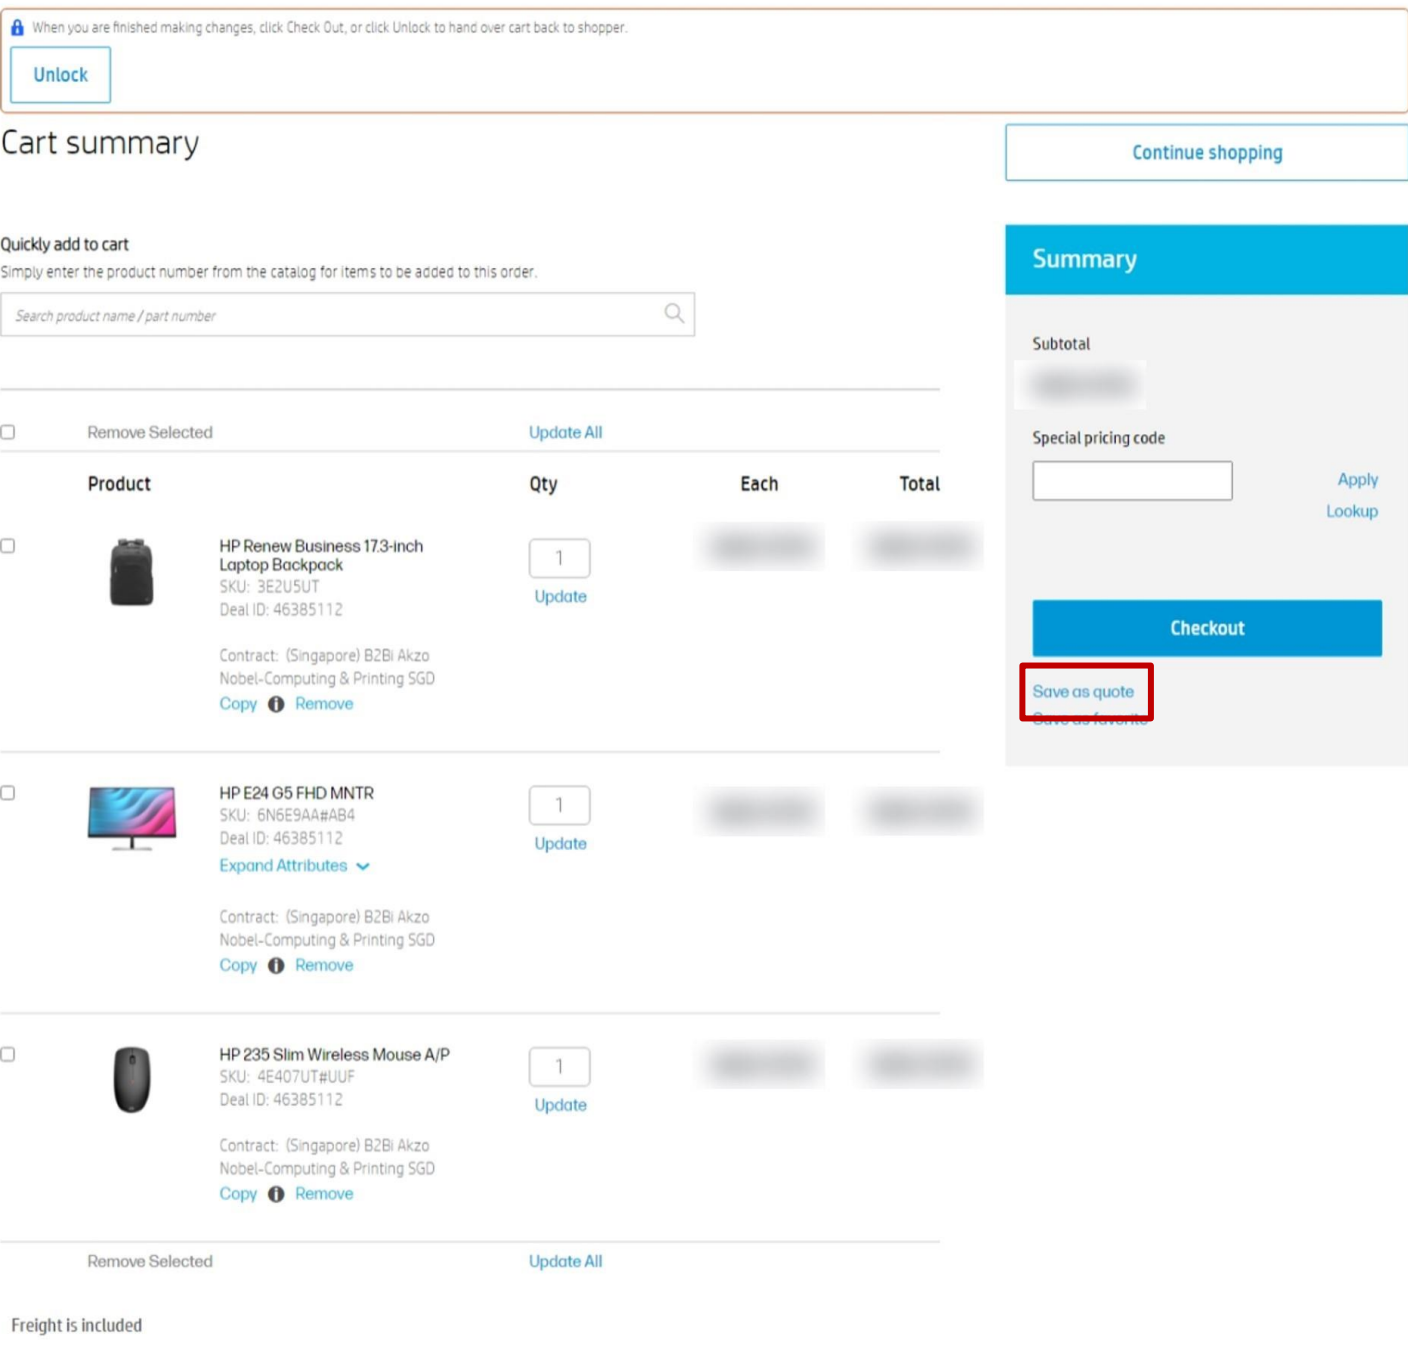 When you are finished making changes, click Check Out, or click Unlock to hand over cart back to shopper.
Unlock
Cart summary
Continue shopping
Quickly add to cart
Simply enter the product number from the catalog for items to be added to this order.
Search product name / part number
Summary
Subtotal
Special pricing code
Apply
Lookup
Checkout
Save as quote
Save as favorite
Remove Selected
Update All
Product
Qty
Each
Total
HP Renew Business 17.3-inch
Laptop Backpack
SKU: 3E2U5UT
Deal ID: 46385112
Contract: (Singapore) B2Bi Akzo
Nobel-Computing & Printing SGD
Copy
Remove
1
Update
HP E24 G5 FHD MNTR
SKU: 6N6E9AA#AB4
Deal ID: 46385112
Expand Attributes
Contract: (Singapore) B2Bi Akzo
Nobel-Computing & Printing SGD
Copy
Remove
1
Update
HP 235 Slim Wireless Mouse A/P
SKU: 4E407UT#UUF
Deal ID: 46385112
Contract: (Singapore) B2Bi Akzo
Nobel-Computing & Printing SGD
Copy
Remove
1
Update
Remove Selected
Update All
Freight is included